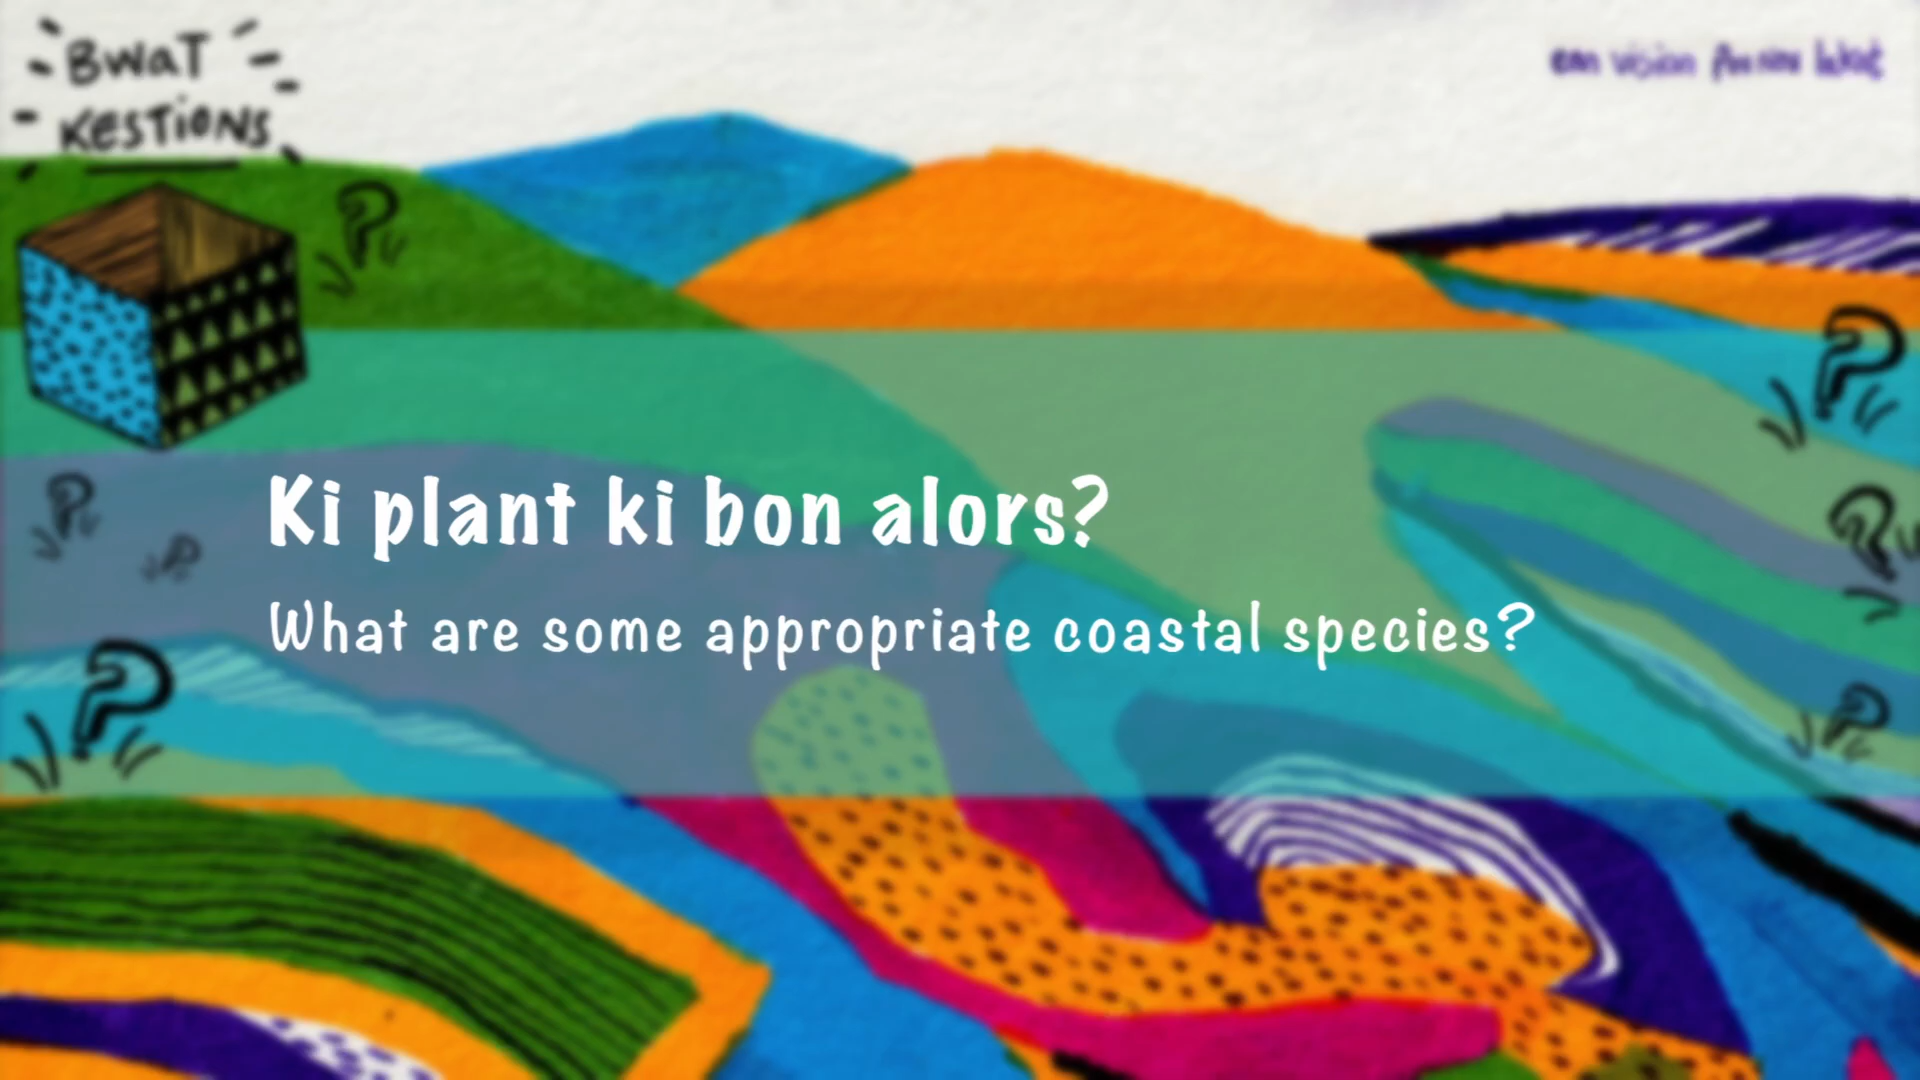 BWaT
KESTiONS
Ki plant ki bon alors?
What are some appropriate coastal species?